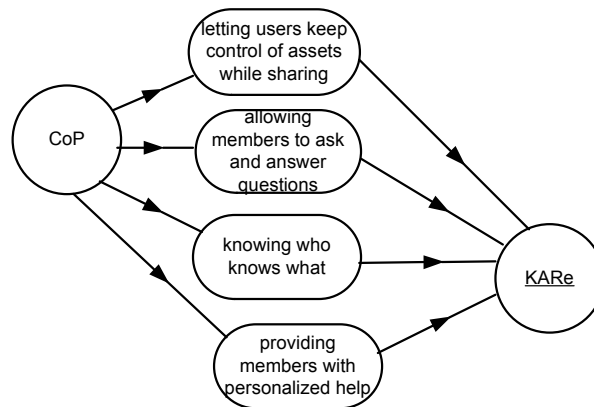 letting users keep
control of assets
while sharing
CoP
allowing
members to ask
and answer
questions
knowing who
knows what
KARe
providing
members with
personalized help